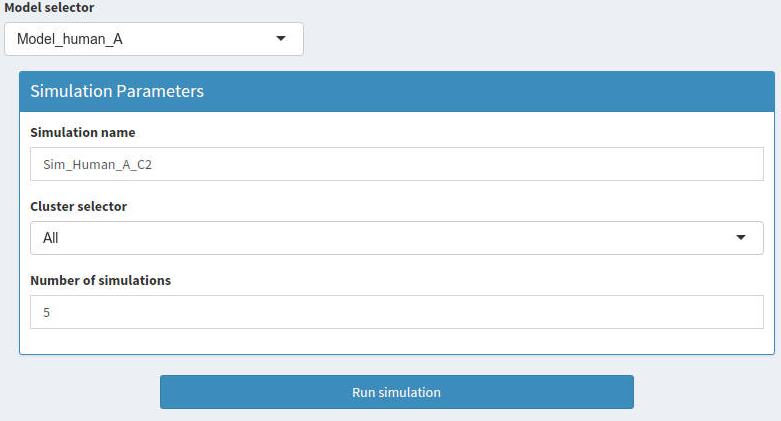 Model selector
Model_human_A
Simulation Parameters
Simulation name
Sim_Human_A_C2
Cluster selector
All
Number of simulations
5
Run simulation